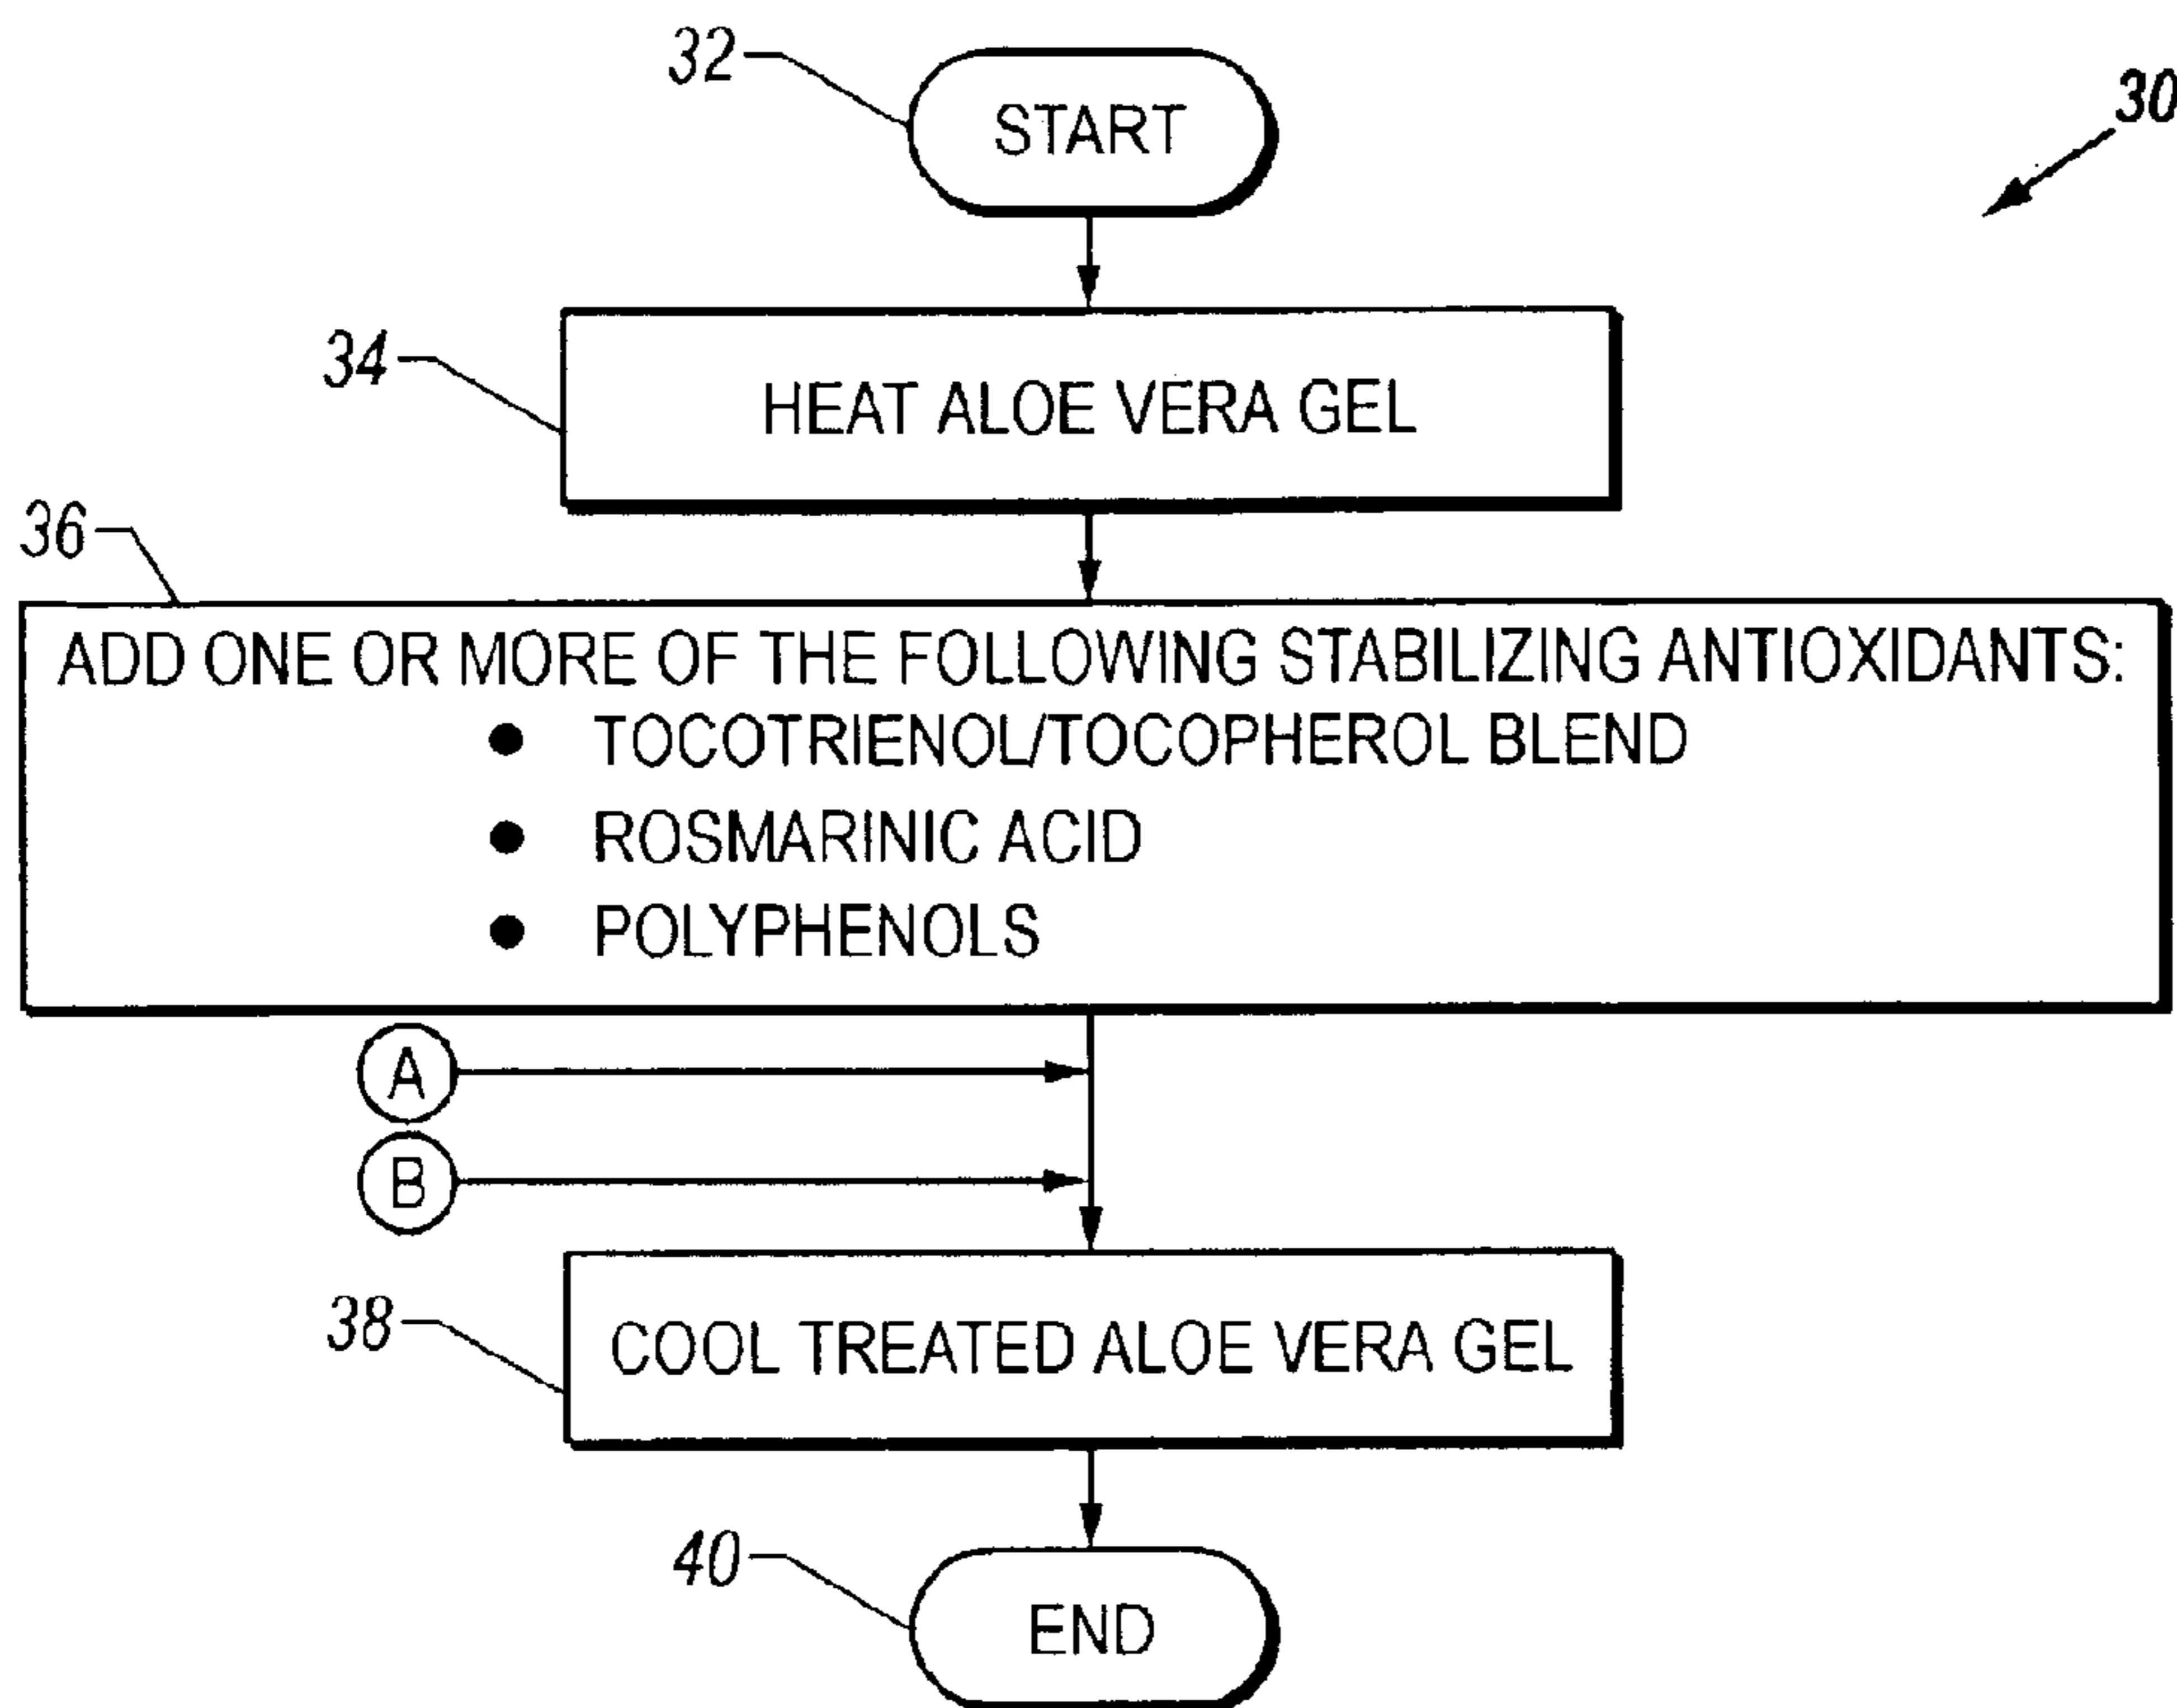 32
START
30
34
HEAT ALOE VERA GEL
36
ADD ONE OR MORE OF THE FOLLOWING STABILIZING ANTIOXIDANTS:
● TOCOTRIENOL/TOCOPHEROL BLEND
● ROSMARINIC ACID
● POLYPHENOLS
A
B
38
COOL TREATED ALOE VERA GEL
40
END